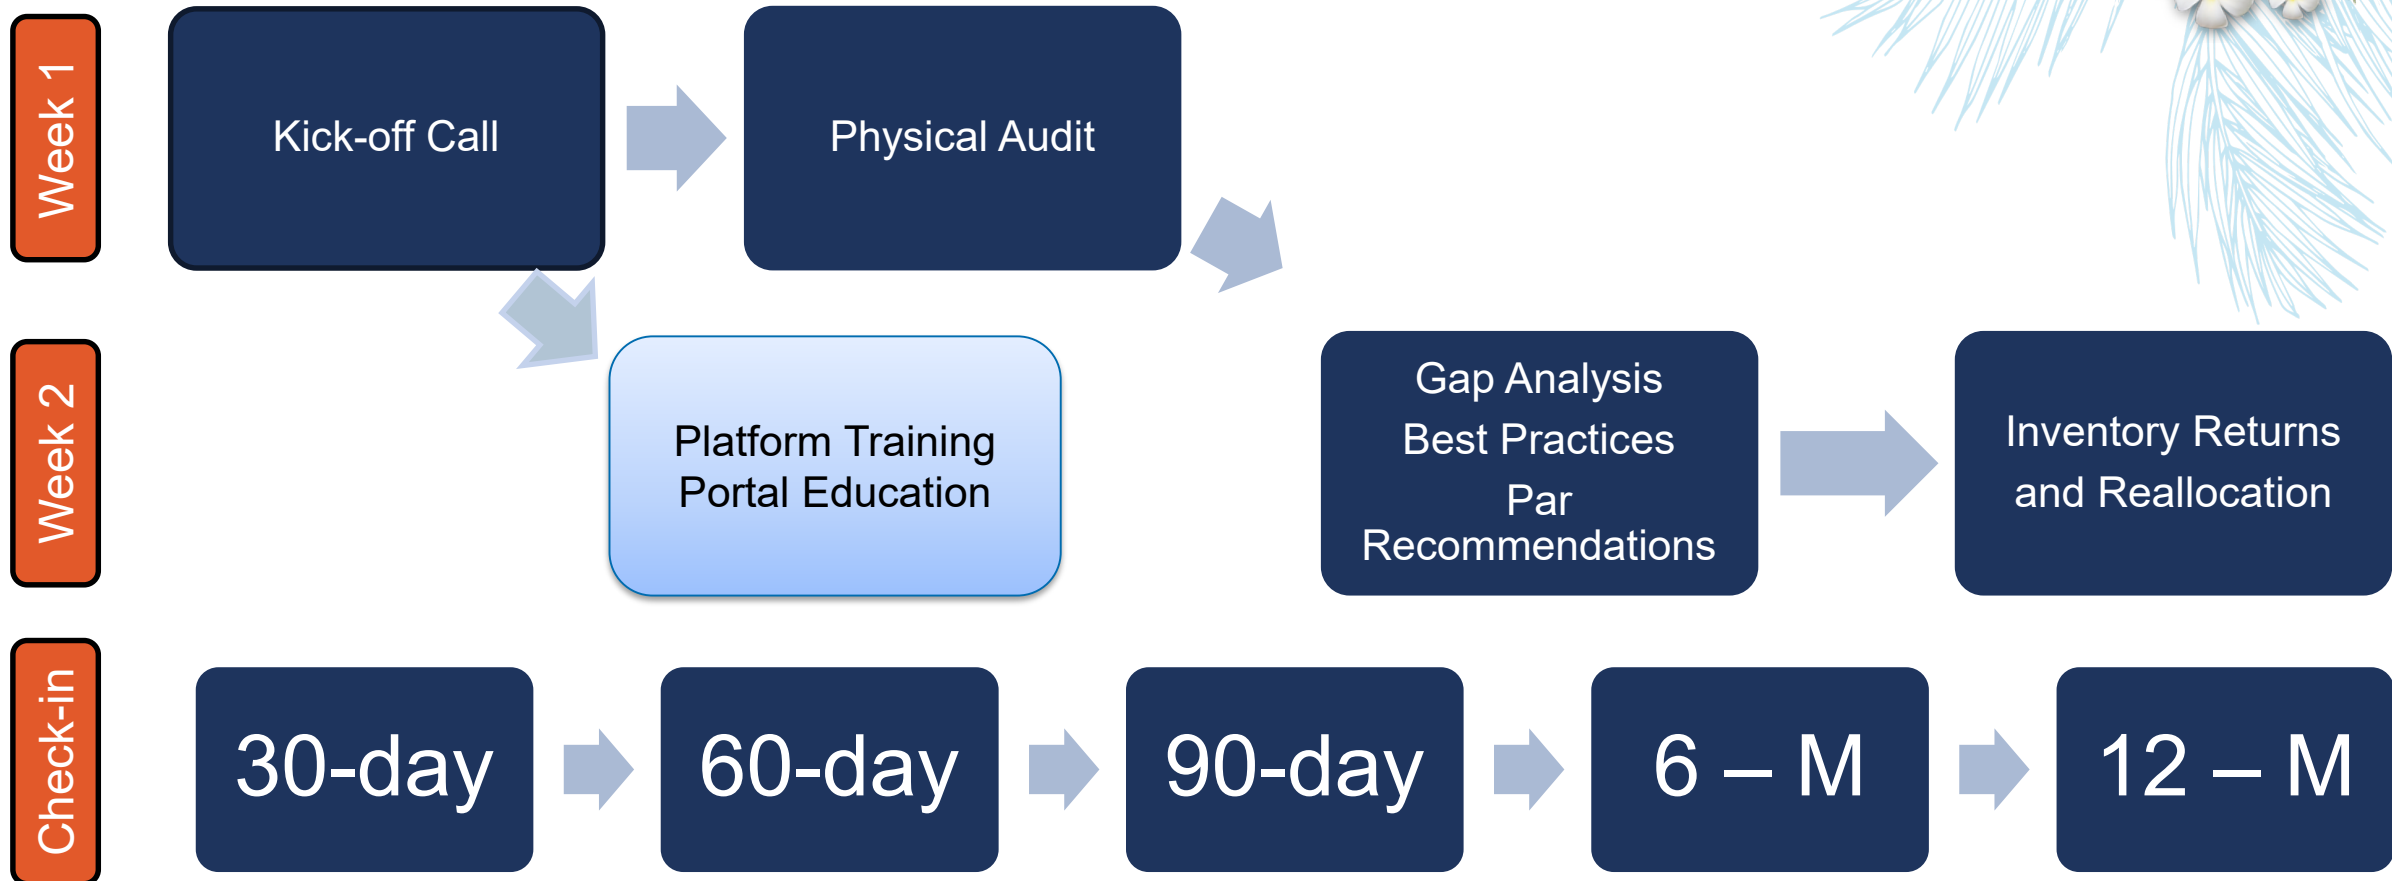 Week 1
Kick-off Call
Physical Audit
Week 2
Platform Training
Portal Education
Gap Analysis
Best Practices
Par
Recommendations
Inventory Returns
and Reallocation
Check-in
30-day
60-day
90-day
6 – M
12 – M